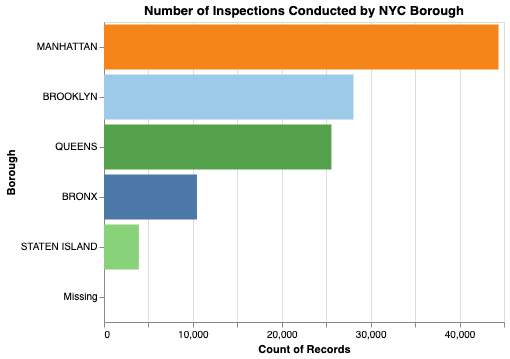 Number of Inspections Conducted by NYC Borough
MANHATTAN
BROOKLYN
QUEENS
BRONX
STATEN ISLAND
Missing
Borough
0 10,000 20,000 30,000 40,000
Count of Records